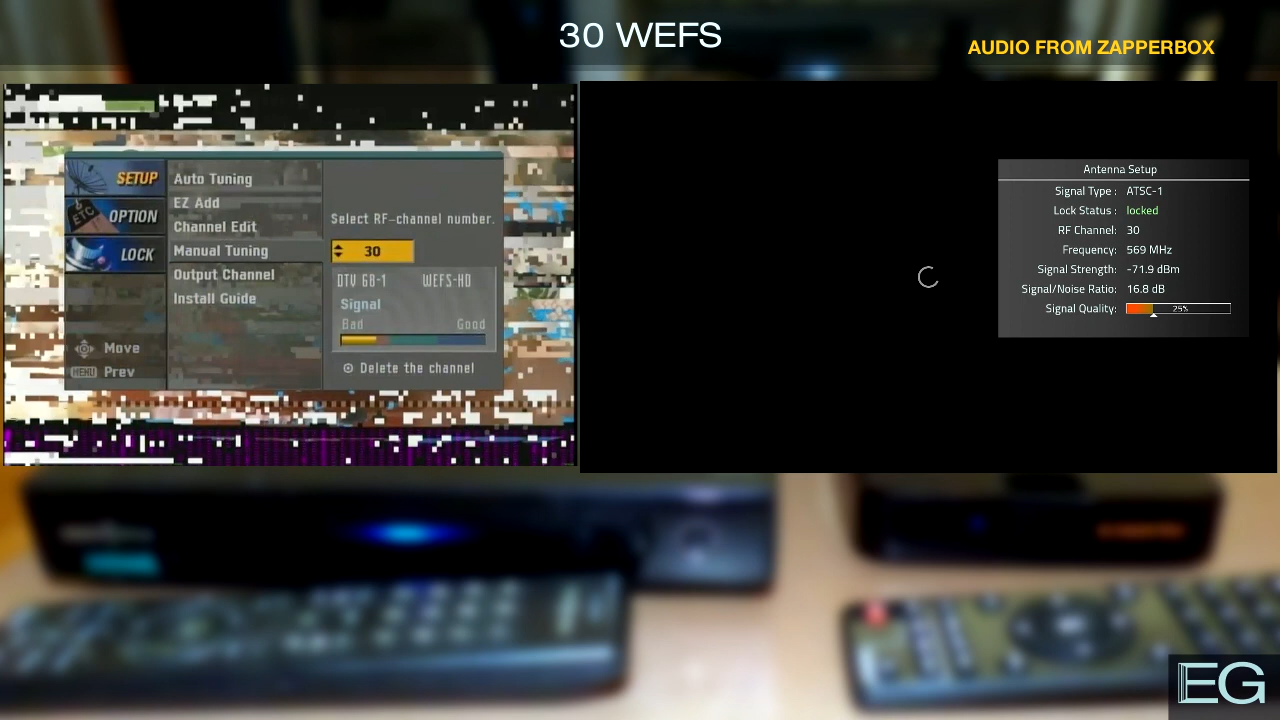 30 WEFS
AUDIO FROM ZAPPERBOX
SETUP
ETC
OPTION
LOCK
Move
MENU Prev
Auto Tuning
EZ Add
Channel Edit
Manual Tuning
Output Channel
Install Guide
Select RF-channel number.
30
DTV 68-1 WEFS-HD
Signal
Bad Good
Delete the channel
Antenna Setup
Signal Type : ATSC-1
Lock Status : locked
RF Channel: 30
Frequency: 569 MHz
Signal Strength: -71.9 dBm
Signal/Noise Ratio: 16.8 dB
Signal Quality: 25%
EG